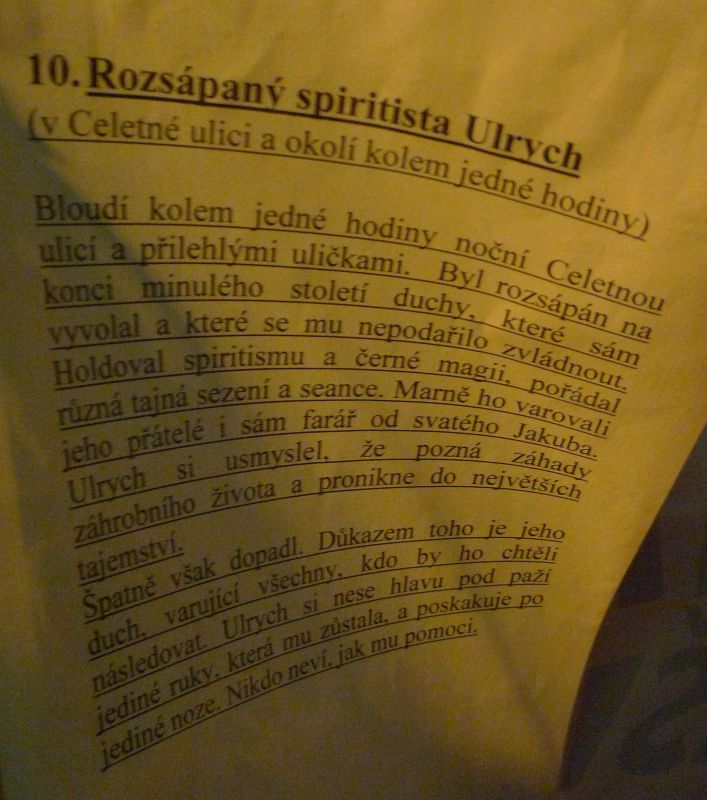 10. Rozsápaný spiritista Ulrych
(v Celetné ulici a okolí kolem jedné hodiny)
Bloudí kolem jedné hodiny noční Celetnou
ulicí a přilehlými uličkami. Byl rozsápán na
konci minulého století duchy, které sám
vyvolal a které se mu nepodařilo zvládnout.
Holdoval spiritismu a černé magii, pořádal
různá tajná sezení a seance. Marně ho varovali
jeho přátelé i sám farář od svatého Jakuba.
Ulrych si usmyslel, že pozná záhady
záhrobního života a pronikne do největších
tajemství.
Špatně však dopadl. Důkazem toho je jeho
duch, varující všechny, kdo by ho chtěli
následovat. Ulrych si nese hlavu pod paží
jediné ruky, která mu zůstala, a poskakuje po
jediné noze. Nikdo neví, jak mu pomoci.